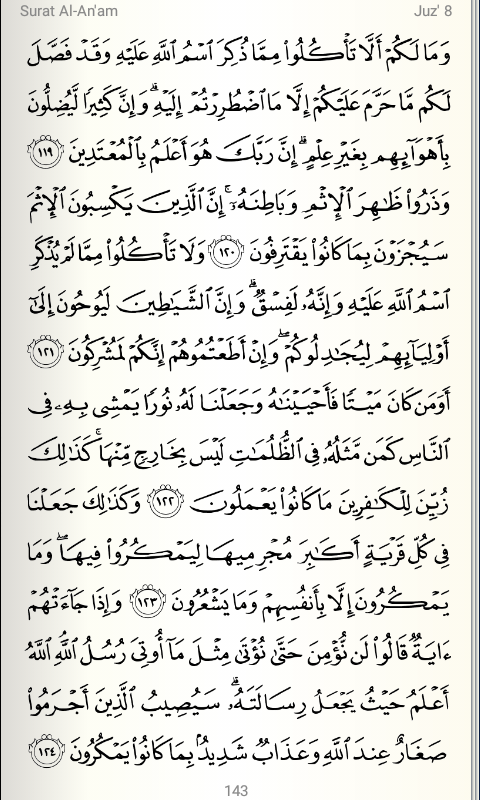 Surat Al-An'am Juz' 8
وَمَا لَكُمْ أَلَّا تَأْكُلُوا۟ مِمَّا ذُكِرَ ٱسْمُ ٱللَّهِ عَلَيْهِ وَقَدْ فَصَّلَ
لَكُم مَّا حَرَّمَ عَلَيْكُمْ إِلَّا مَا ٱضْطُرِرْتُمْ إِلَيْهِ ۗ وَإِنَّ كَثِيرًا لَّيُضِلُّونَ
بِأَهْوَآئِهِم بِغَيْرِ عِلْمٍ ۗ إِنَّ رَبَّكَ هُوَ أَعْلَمُ بِٱلْمُعْتَدِينَ ١١٩
وَذَرُوا۟ ظَـٰهِرَ ٱلْإِثْمِ وَبَاطِنَهُۥٓ ۚ إِنَّ ٱلَّذِينَ يَكْسِبُونَ ٱلْإِثْمَ
سَيُجْزَوْنَ بِمَا كَانُوا۟ يَقْتَرِفُونَ ١٢٠ وَلَا تَأْكُلُوا۟ مِمَّا لَمْ يُذْكَرِ
ٱسْمُ ٱللَّهِ عَلَيْهِ وَإِنَّهُۥ لَفِسْقٌ ۗ وَإِنَّ ٱلشَّيَـٰطِينَ لَيُوحُونَ إِلَىٰٓ
أَوْلِيَآئِهِمْ لِيُجَـٰدِلُوكُمْ ۖ وَإِنْ أَطَعْتُمُوهُمْ إِنَّكُمْ لَمُشْرِكُونَ ١٢١
أَوَمَن كَانَ مَيْتًا فَأَحْيَيْنَـٰهُ وَجَعَلْنَا لَهُۥ نُورًا يَمْشِى بِهِۦ فِى
ٱلنَّاسِ كَمَن مَّثَلُهُۥ فِى ٱلظُّلُمَـٰتِ لَيْسَ بِخَارِجٍ مِّنْهَا ۚ كَذَٰلِكَ
زُيِّنَ لِلْكَـٰفِرِينَ مَا كَانُوا۟ يَعْمَلُونَ ١٢٢ وَكَذَٰلِكَ جَعَلْنَا
فِى كُلِّ قَرْيَةٍ أَكَـٰبِرَ مُجْرِمِيهَا لِيَمْكُرُوا۟ فِيهَا ۖ وَمَا
يَمْكُرُونَ إِلَّا بِأَنفُسِهِمْ وَمَا يَشْعُرُونَ ١٢٣ وَإِذَا جَآءَتْهُمْ
ءَايَةٌ قَالُوا۟ لَن نُّؤْمِنَ حَتَّىٰ نُؤْتَىٰ مِثْلَ مَآ أُوتِىَ رُسُلُ ٱللَّهِ ۘ ٱللَّهُ
أَعْلَمُ حَيْثُ يَجْعَلُ رِسَالَتَهُۥ ۗ سَيُصِيبُ ٱلَّذِينَ أَجْرَمُوا۟
صَغَارٌ عِندَ ٱللَّهِ وَعَذَابٌ شَدِيدٌۢ بِمَا كَانُوا۟ يَمْكُرُونَ ١٢٤
143